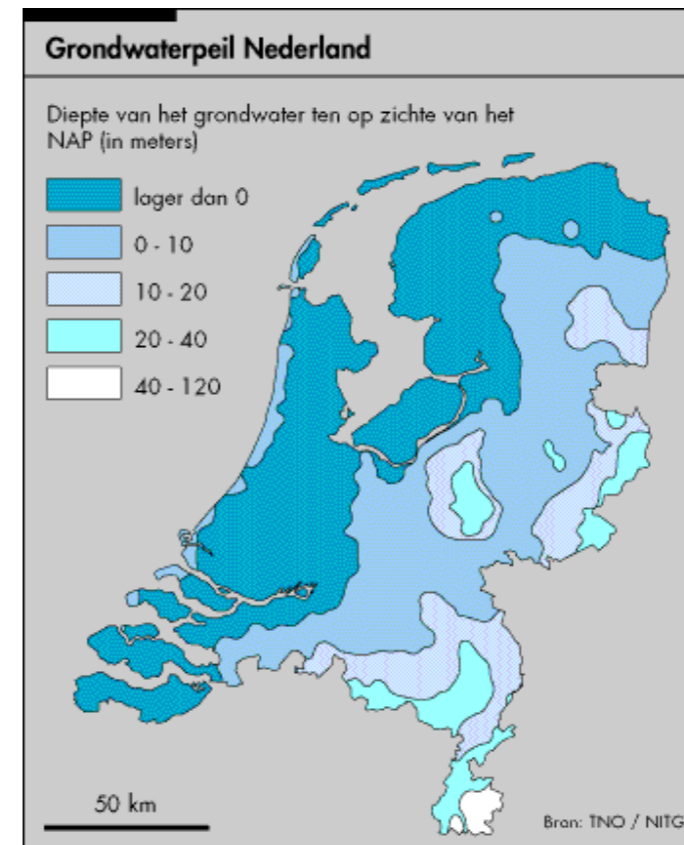 Grondwaterpeil Nederland
Diepte van het grondwater ten op zichte van het
NAP (in meters)
lager dan 0
0 - 10
10 - 20
20 - 40
40 - 120
50 km
Bron: TNO / NITG